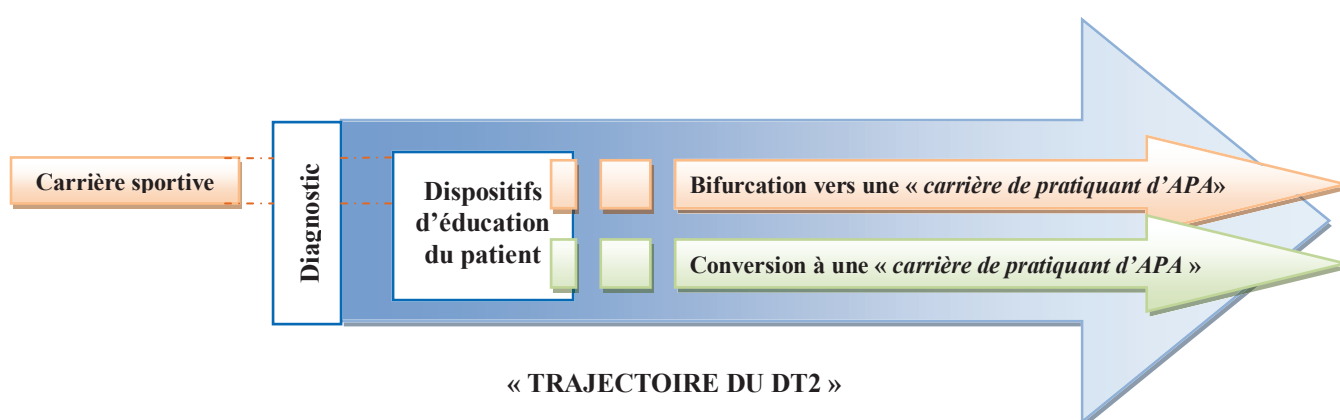 Carrière sportive
Diagnostic
Dispositifs
d'éducation
du patient
Bifurcation vers une « carrière de pratiquant d'APA»
Conversion à une « carrière de pratiquant d'APA »
« TRAJECTOIRE DU DT2 »